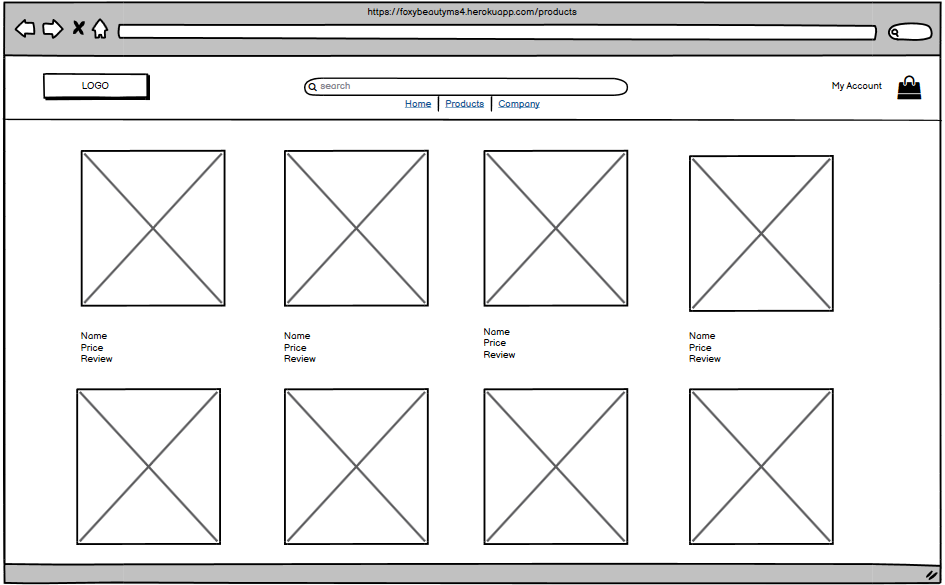 https://foxybeautyms4.herokuapp.com/products
LOGO
search
My Account
Home Products Company
Name
Price
Review
Name
Price
Review
Name
Price
Review
Name
Price
Review